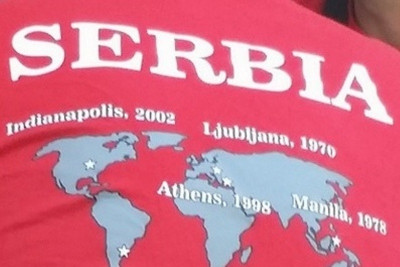 SERBIA
Indianapolis, 2002
Ljubljana, 1970
Athens, 1998
Manila, 1978